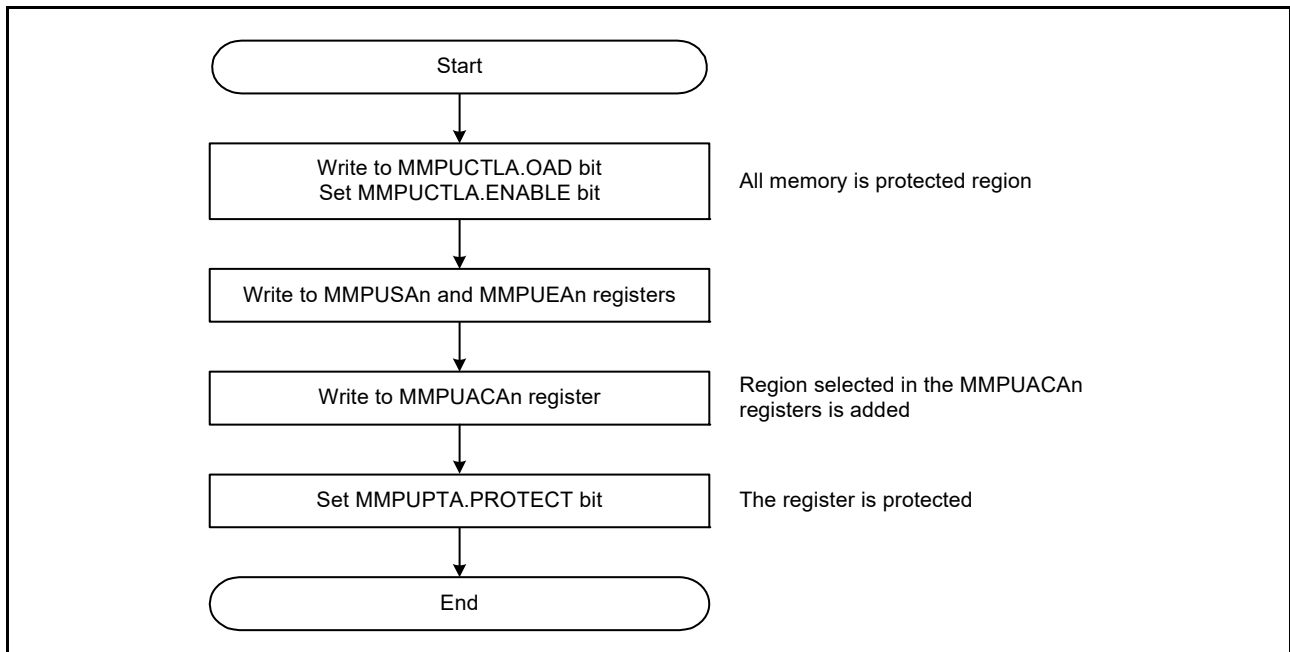 Start
Write to MMPUCTLA.OAD bit
Set MMPUCTLA.ENABLE bit
All memory is protected region
Write to MMPUSAn and MMPUEAn registers
Write to MMPUACAn register
Region selected in the MMPUACAn
registers is added
Set MMPUPTA.PROTECT bit
The register is protected
End